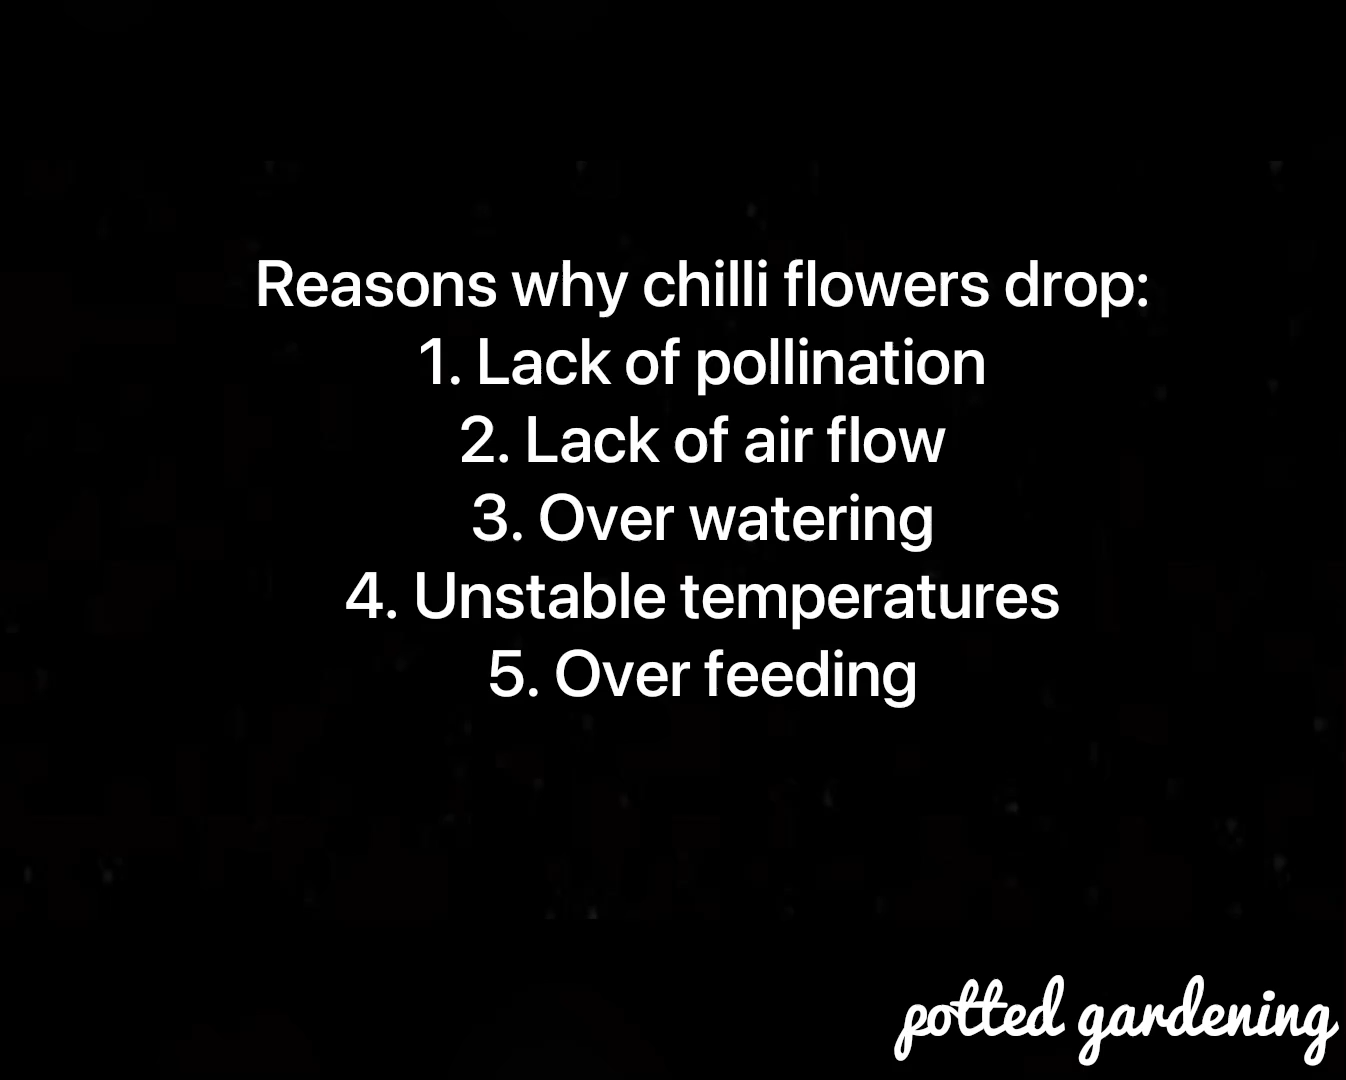 Reasons why chilli flowers drop:
1. Lack of pollination
2. Lack of air flow
3. Over watering
4. Unstable temperatures
5. Over feeding
potted gardening